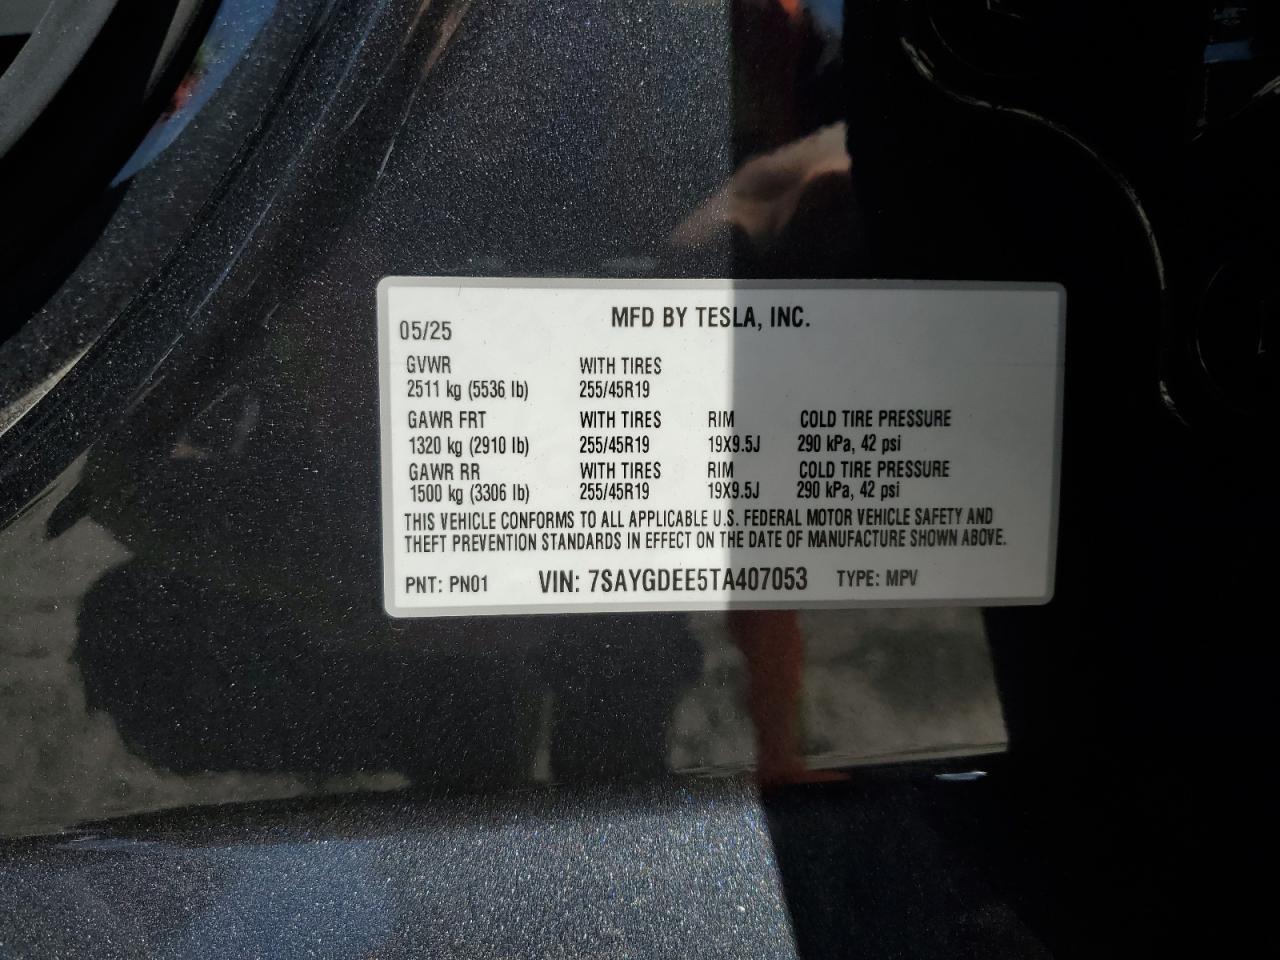 MFD BY TESLA, INC.
05/25
GVWR WITH TIRES
2511 kg (5536 lb) 255/45R19
GAWR FRT WITH TIRES RIM COLD TIRE PRESSURE
1320 kg (2910 lb) 255/45R19 19X9.5J 290 kPa, 42 psi
GAWR RR WITH TIRES RIM COLD TIRE PRESSURE
1500 kg (3306 lb) 255/45R19 19X9.5J 290 kPa, 42 psi
THIS VEHICLE CONFORMS TO ALL APPLICABLE U.S. FEDERAL MOTOR VEHICLE SAFETY AND
THEFT PREVENTION STANDARDS IN EFFECT ON THE DATE OF MANUFACTURE SHOWN ABOVE.
PNT: PN01 VIN: 7SAYGDEE5TA407053 TYPE: MPV